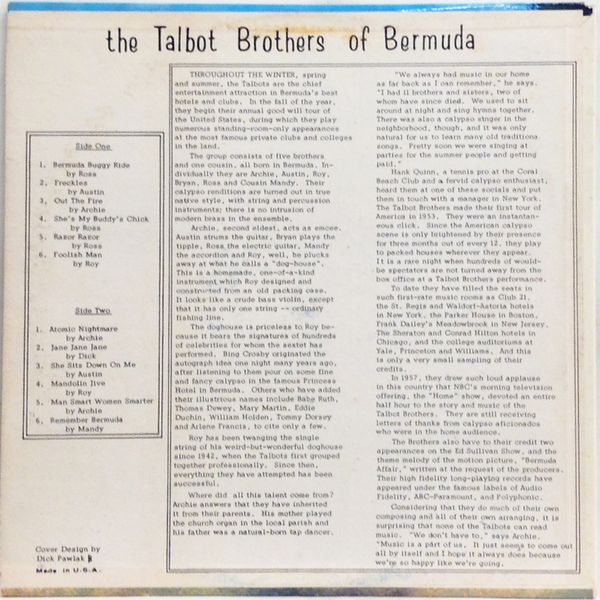 the Talbot Brothers of Bermuda
Side One
1. Bermuda Buggy Ride
by Ross
2. Freckles
by Austin
3. Out The Fire
by Archie
4. She's My Buddy's Chick
by Ross
5. Razor Razor
by Ross
6. Foolish Man
by Roy
Side Two
1. Atomic Nightmare
by Archie
2. Jane Jane Jane
by Dick
3. She Sits Down On Me
by Austin
4. Mandolin Jive
by Roy
5. Man Smart Women Smarter
by Archie
6. Remember Bermuda
by Mandy
Cover Design by
Dick Pawlak
Made in U.S.A.
THROUGHOUT THE WINTER, spring
and summer, the Talbots are the chief
entertainment attraction in Bermuda's best
hotels and clubs. In the fall of the year,
they begin their annual good will tour of
the United States, during which they play
numerous standing-room-only appearances
at the most famous private clubs and colleges
in the land.
The group consists of five brothers
and one cousin, all born in Bermuda. In-
dividually they are Archie, Austin, Roy,
Bryan, Ross and Cousin Mandy. Their
calypso renditions are turned out in true
native style, with string and percussion
instruments; there is no intrusion of
modern brass in the ensemble.
Archie, second eldest, acts as emcee.
Austin strums the guitar, Bryan plays the
tipple, Ross the electric guitar, Mandy
the accordion and Roy, well, he plucks
away at what he calls a "dog-house".
This is a homemade, one-of-a-kind
instrument which Roy designed and
constructed from an old packing case.
It looks like a crude bass violin, except
that it has only one string -- ordinary
fishing line.
The doghouse is priceless to Roy be-
cause it bears the signatures of hundreds
of celebrities for whom the sextet has
performed. Bing Crosby originated the
autograph idea one night many years ago,
after listening to them pour on some fine
and fancy calypso in the famous Princess
Hotel in Bermuda. Others who have added
their illustrious names include Babe Ruth,
Thomas Dewey, Mary Martin, Eddie
Duchin, William Holden, Tommy Dorsey
and Arlene Francis, to cite only a few.
Roy has been twanging the single
string of his weird-but-wonderful doghouse
since 1942, when the Talbots first grouped
together professionally. Since then,
everything they have attempted has been
successful.
Where did all this talent come from?
Archie answers that they have inherited
it from their parents. His mother played
the church organ in the local parish and
his father was a natural-born tap dancer.
"We always had music in our home
as far back as I can remember," he says.
"I had 11 brothers and sisters, two of
whom have since died. We used to sit
around at night and sing hymns together.
There was also a calypso singer in the
neighborhood, though, and it was only
natural for us to learn many old traditional
songs. Pretty soon we were singing at
parties for the summer people and getting
paid."
Hank Quinn, a tennis pro at the Coral
Beach Club and a fervid calypso enthusiast,
heard them at one of these socials and put
them in touch with a manager in New York.
The Talbot Brothers made their first tour of
America in 1953. They were an instantan-
eous click. Since the American calypso
scene is only brightened by their presence
for three months out of every 12, they play
to packed houses wherever they appear.
It is a rare night when hundreds of would-
be spectators are not turned away from the
box office at a Talbot Brothers performance.
To date they have filled the seats in
such first-rate music rooms as Club 21,
the St. Regis and Waldorf-Astoria hotels
in New York, the Parker House in Boston,
Frank Dailey's Meadowbrook in New Jersey,
The Sheraton and Conrad Hilton hotels in
Chicago, and the college auditoriums at
Yale, Princeton and Williams. And this
is only a very small sampling of their
credits.
In 1957, they drew such loud applause
in this country that NBC's morning television
offering, the "Home" show, devoted an entire
half hour to the story and music of the
Talbot Brothers. They are still receiving
letters of thanks from calypso aficionados
who were in the home audience.
The Brothers also have to their credit two
appearances on the Ed Sullivan Show, and the
theme melody of the motion picture, "Bermuda
Affair," written at the request of the producers.
Their high fidelity long-playing records have
appeared under the famous labels of Audio
Fidelity, ABC-Paramount, and Polyphonic.
Considering that they do much of their own
composing and all of their own arranging, it is
surprising that none of the Talbots can read
music. "We don't have to," says Archie.
"Music is a part of us. It just seems to come out
all by itself and I hope it always does because
we're so happy like we're going.